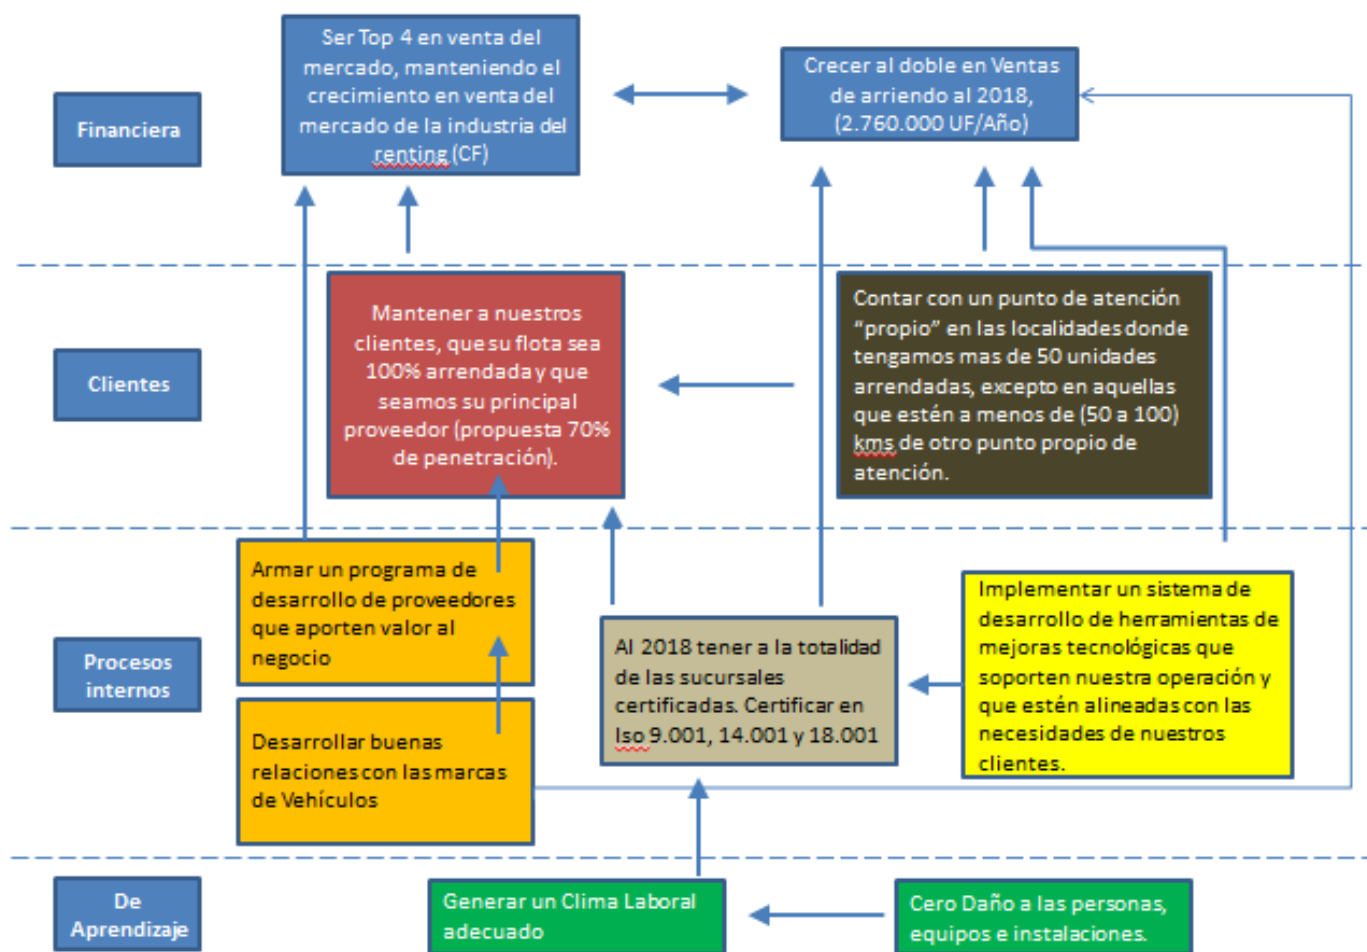 Financiera
Ser Top 4 en venta del
mercado, manteniendo el
crecimiento en venta del
mercado de la industria del
renting (CF)
Crecer al doble en Ventas
de arriendo al 2018,
(2.760.000 UF/Año)
Clientes
Mantener a nuestros
clientes, que su flota sea
100% arrendada y que
seamos su principal
proveedor (propuesta 70%
de penetración).
Contar con un punto de atención
“propio” en las localidades donde
tengamos mas de 50 unidades
arrendadas, excepto en aquellas
que estén a menos de (50 a 100)
kms de otro punto propio de
atención.
Procesos
internos
Armar un programa de
desarrollo de proveedores
que aporten valor al
negocio
Desarrollar buenas
relaciones con las marcas
de Vehículos
Al 2018 tener a la totalidad
de las sucursales
certificadas. Certificar en
Iso 9.001, 14.001 y 18.001
Implementar un sistema de
desarrollo de herramientas de
mejoras tecnológicas que
soporten nuestra operación y
que estén alineadas con las
necesidades de nuestros
clientes.
De
Aprendizaje
Generar un Clima Laboral
adecuado
Cero Daño a las personas,
equipos e instalaciones.